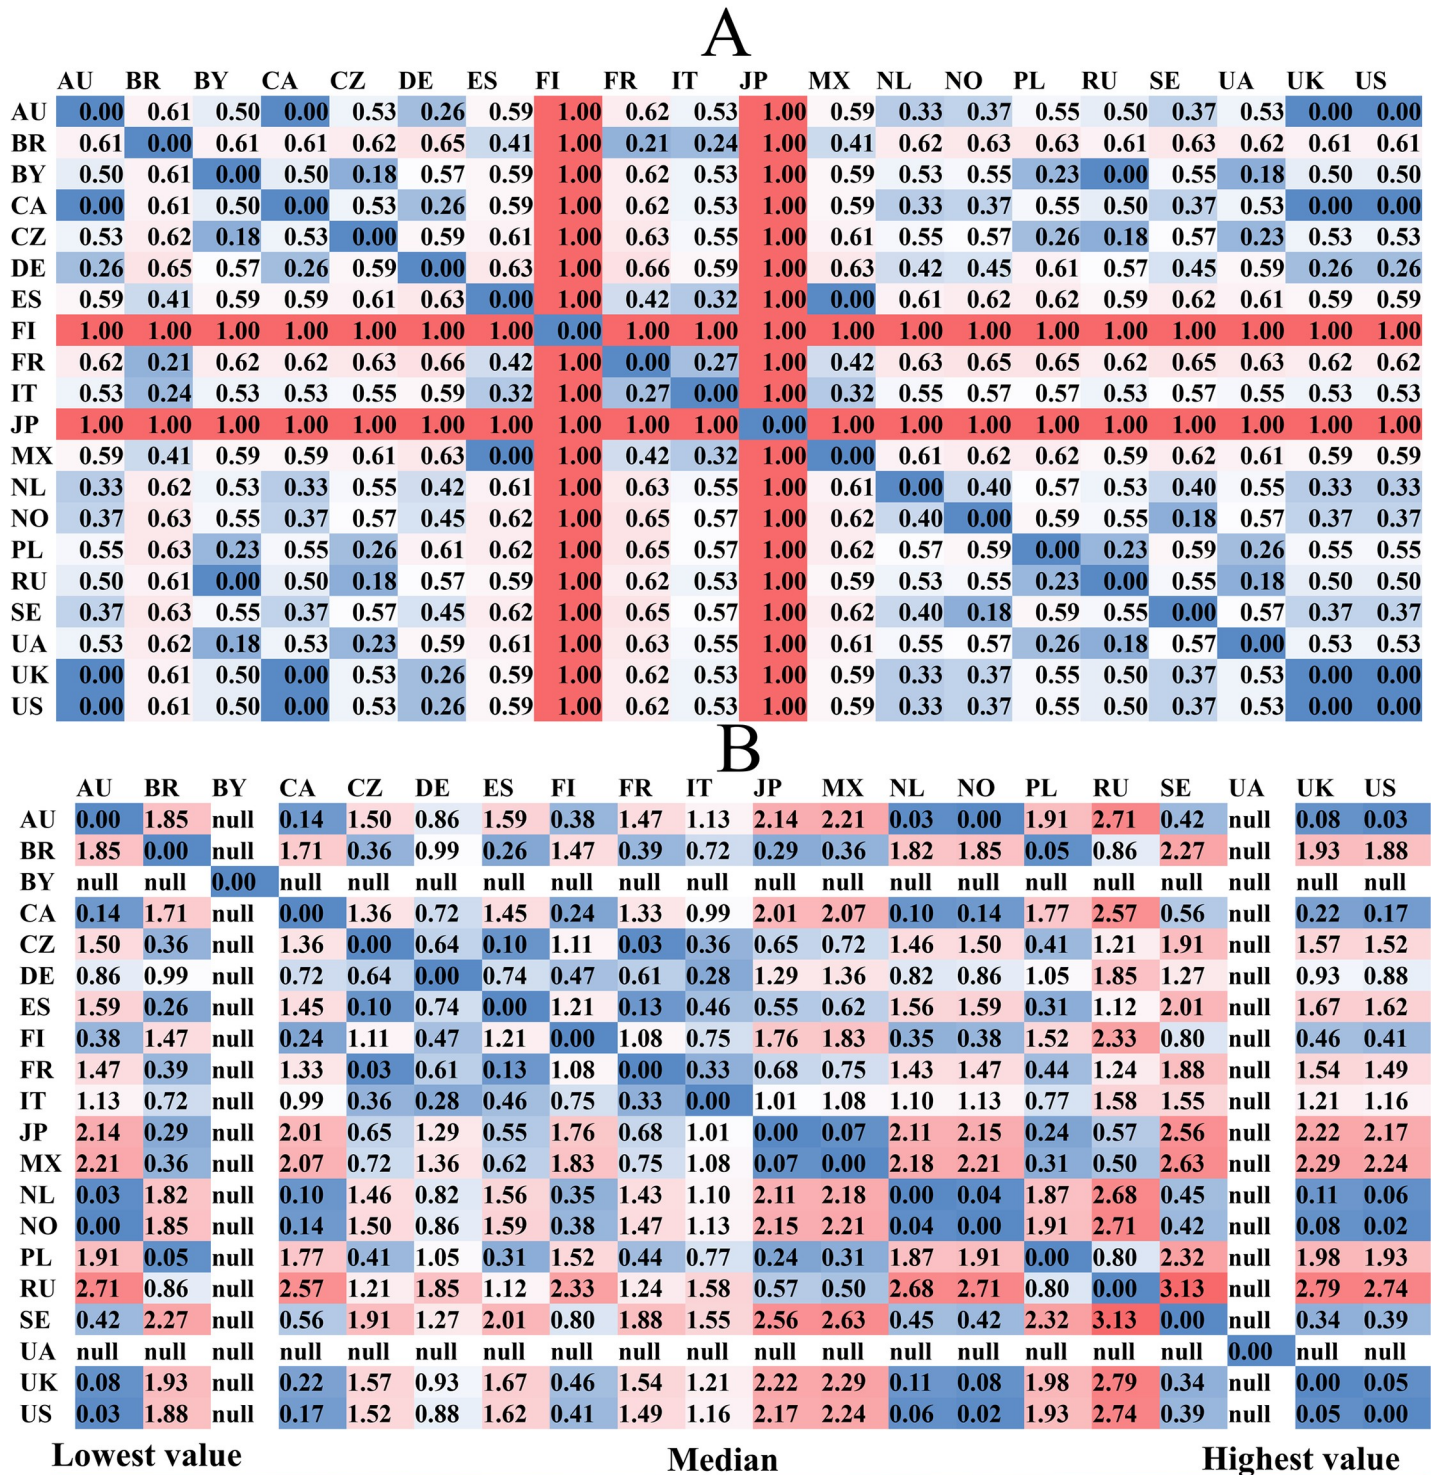 A
AU BR BY CA CZ DE ES FI FR IT JP MX NL NO PL RU SE UA UK US
AU 0.00 0.61 0.50 0.00 0.53 0.26 0.59 1.00 0.62 0.53 1.00 0.59 0.33 0.37 0.55 0.50 0.37 0.53 0.00 0.00
BR 0.61 0.00 0.61 0.61 0.62 0.65 0.41 1.00 0.21 0.24 1.00 0.41 0.62 0.63 0.63 0.61 0.63 0.62 0.61 0.61
BY 0.50 0.61 0.00 0.50 0.18 0.57 0.59 1.00 0.62 0.53 1.00 0.59 0.53 0.55 0.23 0.00 0.55 0.18 0.50 0.50
CA 0.00 0.61 0.50 0.00 0.53 0.26 0.59 1.00 0.62 0.53 1.00 0.59 0.33 0.37 0.55 0.50 0.37 0.53 0.00 0.00
CZ 0.53 0.62 0.18 0.53 0.00 0.59 0.61 1.00 0.63 0.55 1.00 0.61 0.55 0.57 0.26 0.18 0.57 0.23 0.53 0.53
DE 0.26 0.65 0.57 0.26 0.59 0.00 0.63 1.00 0.66 0.59 1.00 0.63 0.42 0.45 0.61 0.57 0.45 0.59 0.26 0.26
ES 0.59 0.41 0.59 0.59 0.61 0.63 0.00 1.00 0.42 0.32 1.00 0.00 0.61 0.62 0.62 0.59 0.62 0.61 0.59 0.59
FI 1.00 1.00 1.00 1.00 1.00 1.00 1.00 0.00 1.00 1.00 1.00 1.00 1.00 1.00 1.00 1.00 1.00 1.00 1.00 1.00
FR 0.62 0.21 0.62 0.62 0.63 0.66 0.42 1.00 0.00 0.27 1.00 0.42 0.63 0.65 0.65 0.62 0.65 0.63 0.62 0.62
IT 0.53 0.24 0.53 0.53 0.55 0.59 0.32 1.00 0.27 0.00 1.00 0.32 0.55 0.57 0.57 0.53 0.57 0.55 0.53 0.53
JP 1.00 1.00 1.00 1.00 1.00 1.00 1.00 1.00 1.00 1.00 0.00 1.00 1.00 1.00 1.00 1.00 1.00 1.00 1.00 1.00
MX 0.59 0.41 0.59 0.59 0.61 0.63 0.00 1.00 0.42 0.32 1.00 0.00 0.61 0.62 0.62 0.59 0.62 0.61 0.59 0.59
NL 0.33 0.62 0.53 0.33 0.55 0.42 0.61 1.00 0.63 0.55 1.00 0.61 0.00 0.40 0.57 0.53 0.40 0.55 0.33 0.33
NO 0.37 0.63 0.55 0.37 0.57 0.45 0.62 1.00 0.65 0.57 1.00 0.62 0.40 0.00 0.59 0.55 0.18 0.57 0.37 0.37
PL 0.55 0.63 0.23 0.55 0.26 0.61 0.62 1.00 0.65 0.57 1.00 0.62 0.57 0.59 0.00 0.23 0.59 0.26 0.55 0.55
RU 0.50 0.61 0.00 0.50 0.18 0.57 0.59 1.00 0.62 0.53 1.00 0.59 0.53 0.55 0.23 0.00 0.55 0.18 0.50 0.50
SE 0.37 0.63 0.55 0.37 0.57 0.45 0.62 1.00 0.65 0.57 1.00 0.62 0.40 0.18 0.59 0.55 0.00 0.57 0.37 0.37
UA 0.53 0.62 0.18 0.53 0.23 0.59 0.61 1.00 0.63 0.55 1.00 0.61 0.55 0.57 0.26 0.18 0.57 0.00 0.53 0.53
UK 0.00 0.61 0.50 0.00 0.53 0.26 0.59 1.00 0.62 0.53 1.00 0.59 0.33 0.37 0.55 0.50 0.37 0.53 0.00 0.00
US 0.00 0.61 0.50 0.00 0.53 0.26 0.59 1.00 0.62 0.53 1.00 0.59 0.33 0.37 0.55 0.50 0.37 0.53 0.00 0.00
B
AU BR BY CA CZ DE ES FI FR IT JP MX NL NO PL RU SE UA UK US
AU 0.00 1.85 null 0.14 1.50 0.86 1.59 0.38 1.47 1.13 2.14 2.21 0.03 0.00 1.91 2.71 0.42 null 0.08 0.03
BR 1.85 0.00 null 1.71 0.36 0.99 0.26 1.47 0.39 0.72 0.29 0.36 1.82 1.85 0.05 0.86 2.27 null 1.93 1.88
BY null null 0.00 null null null null null null null null null null null null null null null null null
CA 0.14 1.71 null 0.00 1.36 0.72 1.45 0.24 1.33 0.99 2.01 2.07 0.10 0.14 1.77 2.57 0.56 null 0.22 0.17
CZ 1.50 0.36 null 1.36 0.00 0.64 0.10 1.11 0.03 0.36 0.65 0.72 1.46 1.50 0.41 1.21 1.91 null 1.57 1.52
DE 0.86 0.99 null 0.72 0.64 0.00 0.74 0.47 0.61 0.28 1.29 1.36 0.82 0.86 1.05 1.85 1.27 null 0.93 0.88
ES 1.59 0.26 null 1.45 0.10 0.74 0.00 1.21 0.13 0.46 0.55 0.62 1.56 1.59 0.31 1.12 2.01 null 1.67 1.62
FI 0.38 1.47 null 0.24 1.11 0.47 1.21 0.00 1.08 0.75 1.76 1.83 0.35 0.38 1.52 2.33 0.80 null 0.46 0.41
FR 1.47 0.39 null 1.33 0.03 0.61 0.13 1.08 0.00 0.33 0.68 0.75 1.43 1.47 0.44 1.24 1.88 null 1.54 1.49
IT 1.13 0.72 null 0.99 0.36 0.28 0.46 0.75 0.33 0.00 1.01 1.08 1.10 1.13 0.77 1.58 1.55 null 1.21 1.16
JP 2.14 0.29 null 2.01 0.65 1.29 0.55 1.76 0.68 1.01 0.00 0.07 2.11 2.15 0.24 0.57 2.56 null 2.22 2.17
MX 2.21 0.36 null 2.07 0.72 1.36 0.62 1.83 0.75 1.08 0.07 0.00 2.18 2.21 0.31 0.50 2.63 null 2.29 2.24
NL 0.03 1.82 null 0.10 1.46 0.82 1.56 0.35 1.43 1.10 2.11 2.18 0.00 0.04 1.87 2.68 0.45 null 0.11 0.06
NO 0.00 1.85 null 0.14 1.50 0.86 1.59 0.38 1.47 1.13 2.15 2.21 0.04 0.00 1.91 2.71 0.42 null 0.08 0.02
PL 1.91 0.05 null 1.77 0.41 1.05 0.31 1.52 0.44 0.77 0.24 0.31 1.87 1.91 0.00 0.80 2.32 null 1.98 1.93
RU 2.71 0.86 null 2.57 1.21 1.85 1.12 2.33 1.24 1.58 0.57 0.50 2.68 2.71 0.80 0.00 3.13 null 2.79 2.74
SE 0.42 2.27 null 0.56 1.91 1.27 2.01 0.80 1.88 1.55 2.56 2.63 0.45 0.42 2.32 3.13 0.00 null 0.34 0.39
UA null null null null null null null null null null null null null null null null null 0.00 null null
UK 0.08 1.93 null 0.22 1.57 0.93 1.67 0.46 1.54 1.21 2.22 2.29 0.11 0.08 1.98 2.79 0.34 null 0.00 0.05
US 0.03 1.88 null 0.17 1.52 0.88 1.62 0.41 1.49 1.16 2.17 2.24 0.06 0.02 1.93 2.74 0.39 null 0.05 0.00
Lowest value Median Highest value